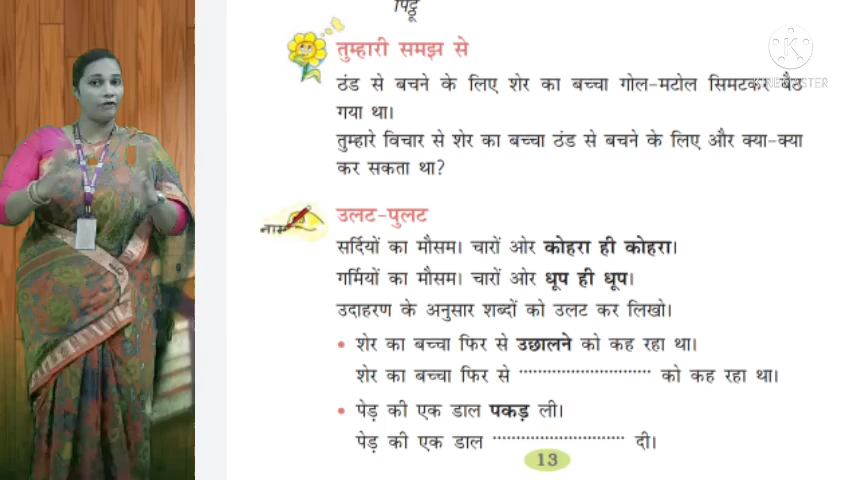 पिट्ठू
तुम्हारी समझ से
ठंड से बचने के लिए शेर का बच्चा गोल-मटोल सिमटकर बैठ
गया था।
तुम्हारे विचार से शेर का बच्चा ठंड से बचने के लिए और क्या-क्या
कर सकता था?
उलट-पुलट
सर्दियों का मौसम। चारों ओर कोहरा ही कोहरा।
गर्मियों का मौसम। चारों ओर धूप ही धूप।
उदाहरण के अनुसार शब्दों को उलट कर लिखो।
• शेर का बच्चा फिर से उछालने को कह रहा था।
शेर का बच्चा फिर से .............................. को कह रहा था।
• पेड़ की एक डाल पकड़ ली।
पेड़ की एक डाल .............................. दी।
13
KINEMASTER